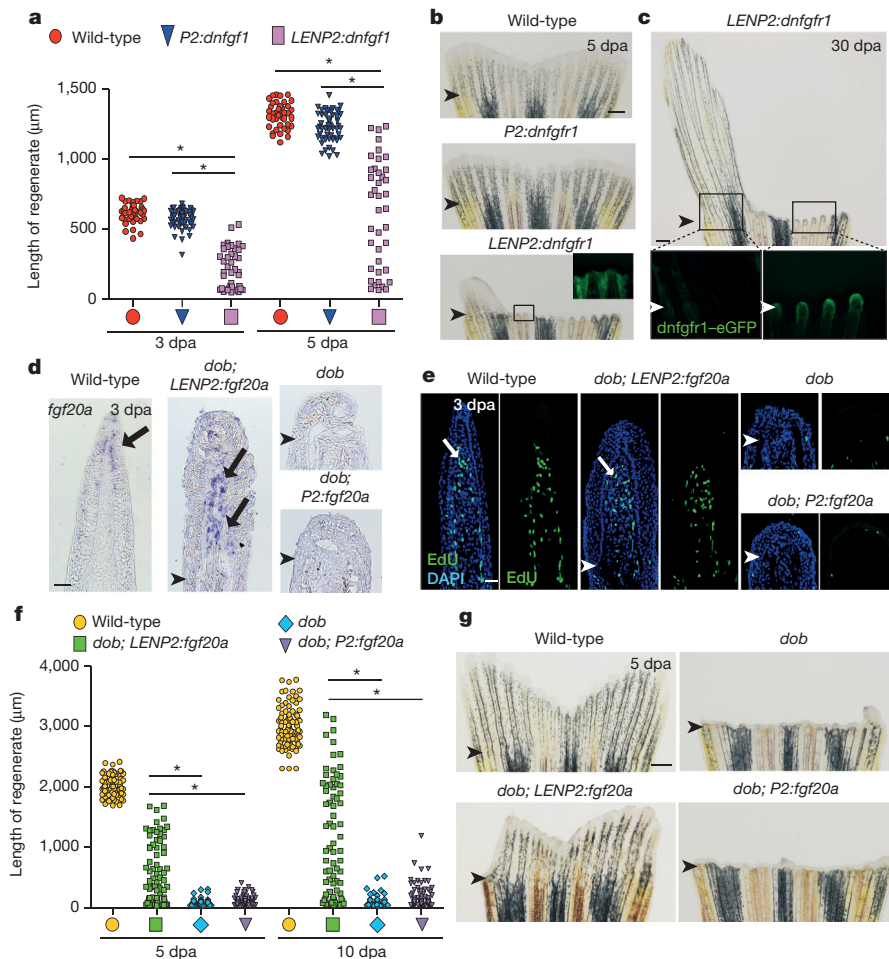 a
Wild-type P2:dnfgf1 LENP2:dnfgf1
Length of regenerate (μm)
1,500
1,000
500
0
* * * *
3 dpa 5 dpa
b
Wild-type
5 dpa
P2:dnfgfr1
LENP2:dnfgfr1
c
LENP2:dnfgfr1
30 dpa
dnfgfr1–eGFP
d
Wild-type
fgf20a 3 dpa
dob;
LENP2:fgf20a
dob
dob;
P2:fgf20a
e
Wild-type dob; LENP2:fgf20a dob
3 dpa
dob; P2:fgf20a
EdU
DAPI
EdU
f
Wild-type dob
dob; LENP2:fgf20a dob; P2:fgf20a
Length of regenerate (μm)
4,000
3,000
2,000
1,000
0
* * * *
5 dpa 10 dpa
g
Wild-type dob
5 dpa
dob; LENP2:fgf20a dob; P2:fgf20a